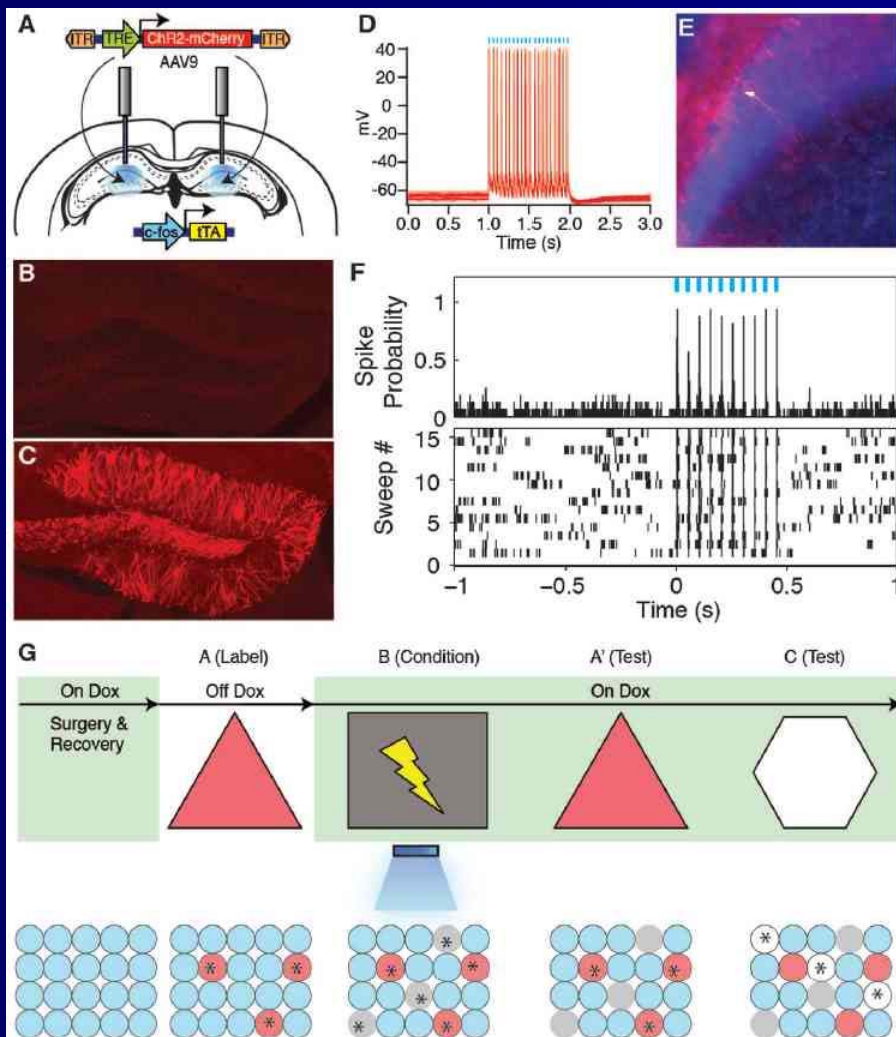 A
ITR TRE ChR2-mCherry ITR
AAV9
c-fos tTA
B
C
D
mV
40
20
0
-20
-60
0.0 0.5 1.0 1.5 2.0 2.5 3.0
Time (s)
E
F
Spike
Probability
1
0.5
0
Sweep #
15
10
5
0
-1 -0.5 0 0.5 1
Time (s)
G
A (Label) B (Condition) A' (Test) C (Test)
On Dox Off Dox On Dox
Surgery &
Recovery
* * *
* * * * * *
* * *
* * *